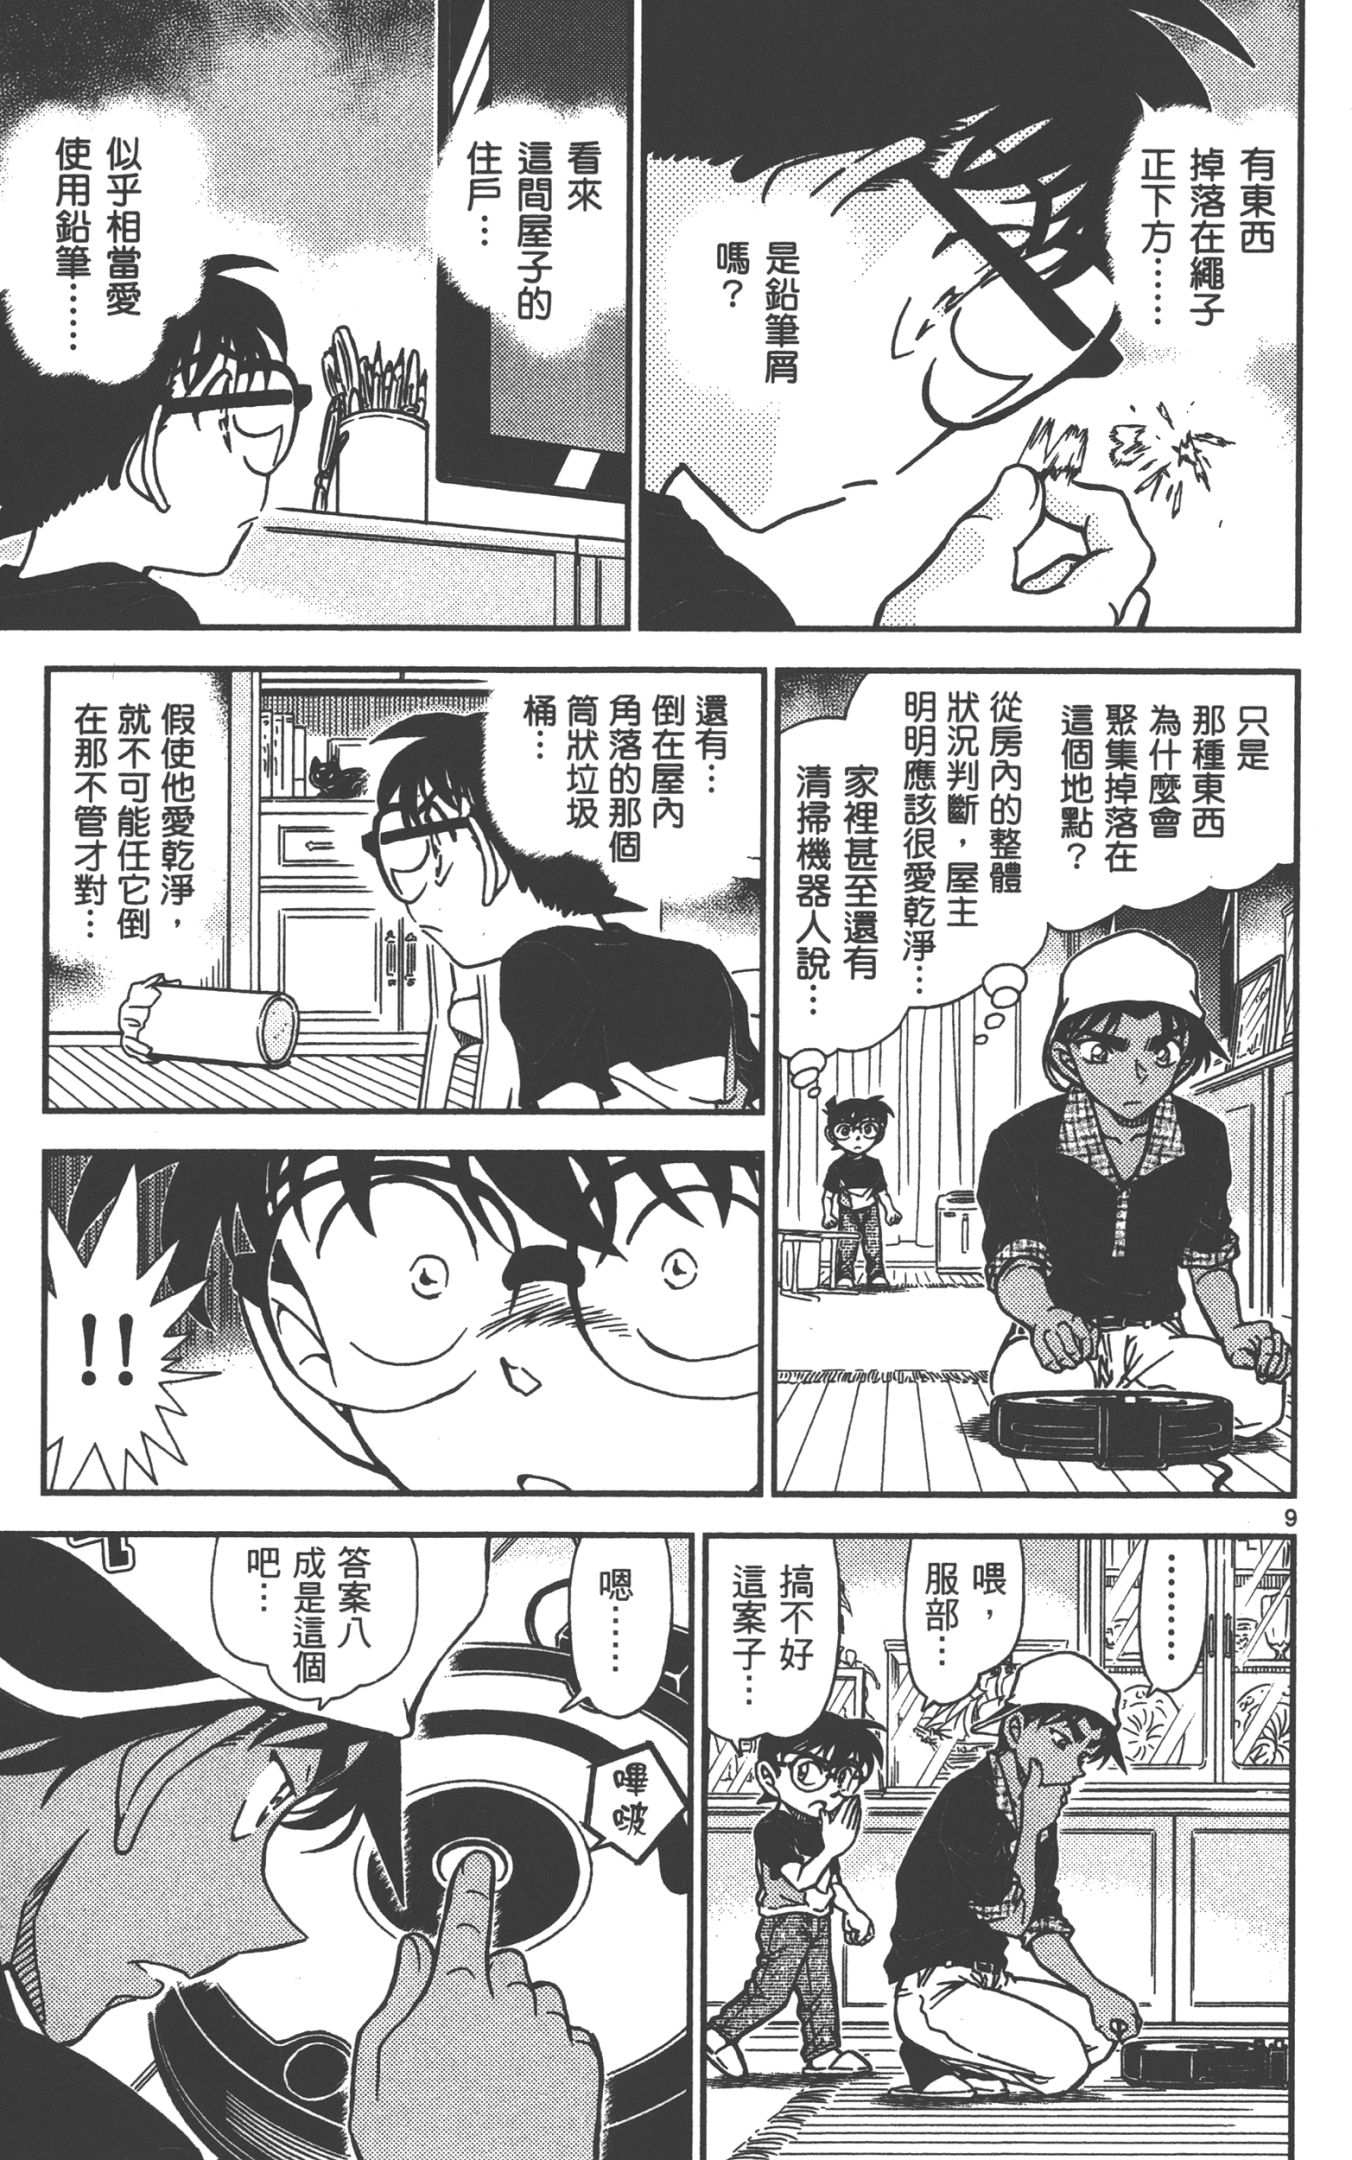 有東西
掉落在繩子
正下方……
是鉛筆屑
嗎？
看來
這間屋子的
住戶…
似乎相當愛
使用鉛筆……
只是
那種東西
為什麼會
聚集掉落在
這個地點？
從房內的整體
狀況判斷，屋主
明明應該很愛乾淨…
家裡甚至還有
清掃機器人說…
還有…
倒在屋內
角落的那個
筒狀垃圾
桶…
假使他愛乾淨，
就不可能任它倒
在那不管才對…
!!
9
………
喂，
服部…
搞不好
這案子…
嗯……
嗶
啵
答案八
成是這個
吧…